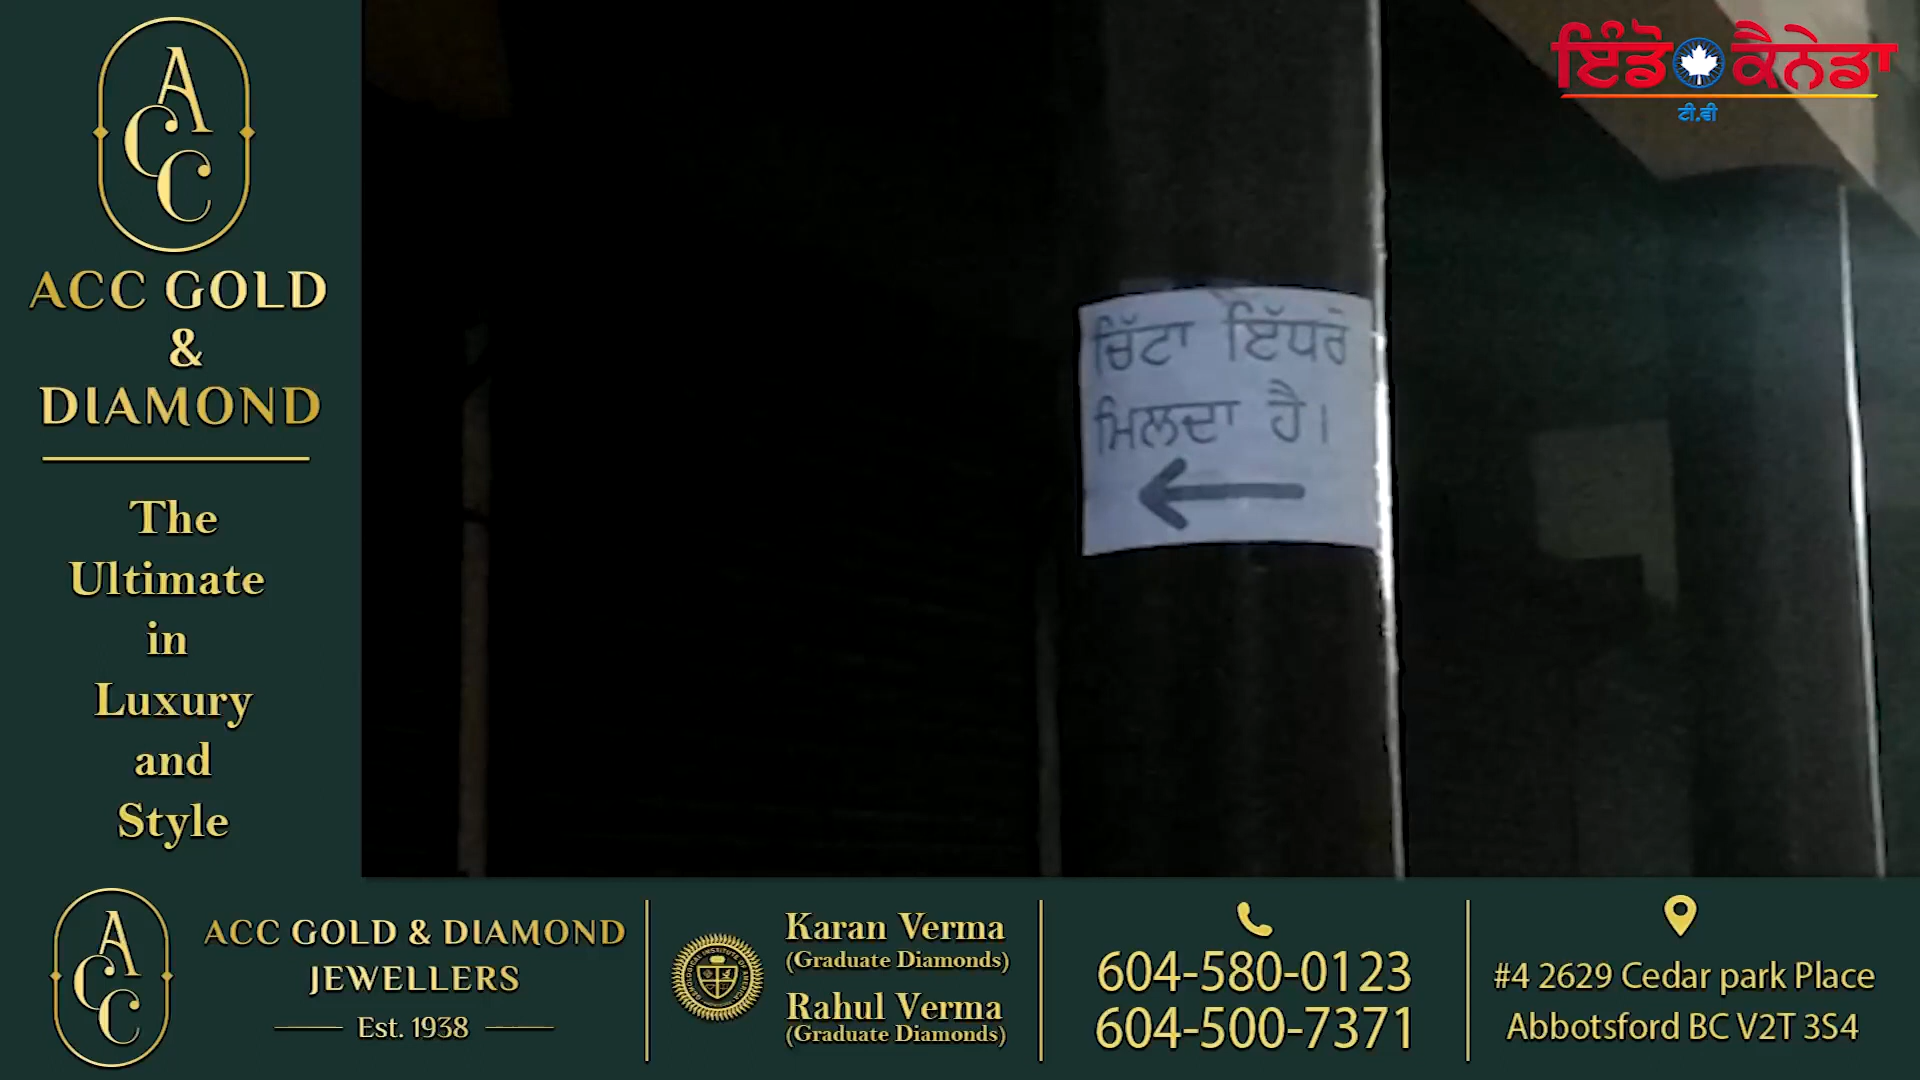 A
C
C
ACC GOLD
&
DIAMOND
The
Ultimate
in
Luxury
and
Style
ਇੰਡੋ ਕੈਨੇਡਾ
ਟੀ.ਵੀ
ਚਿੱਟਾ ਇੱਧਰੋਂ
ਮਿਲਦਾ ਹੈ।
A
C
C
ACC GOLD & DIAMOND
JEWELLERS
Est. 1938
Karan Verma
(Graduate Diamonds)
Rahul Verma
(Graduate Diamonds)
604-580-0123
604-500-7371
#4 2629 Cedar park Place
Abbotsford BC V2T 3S4